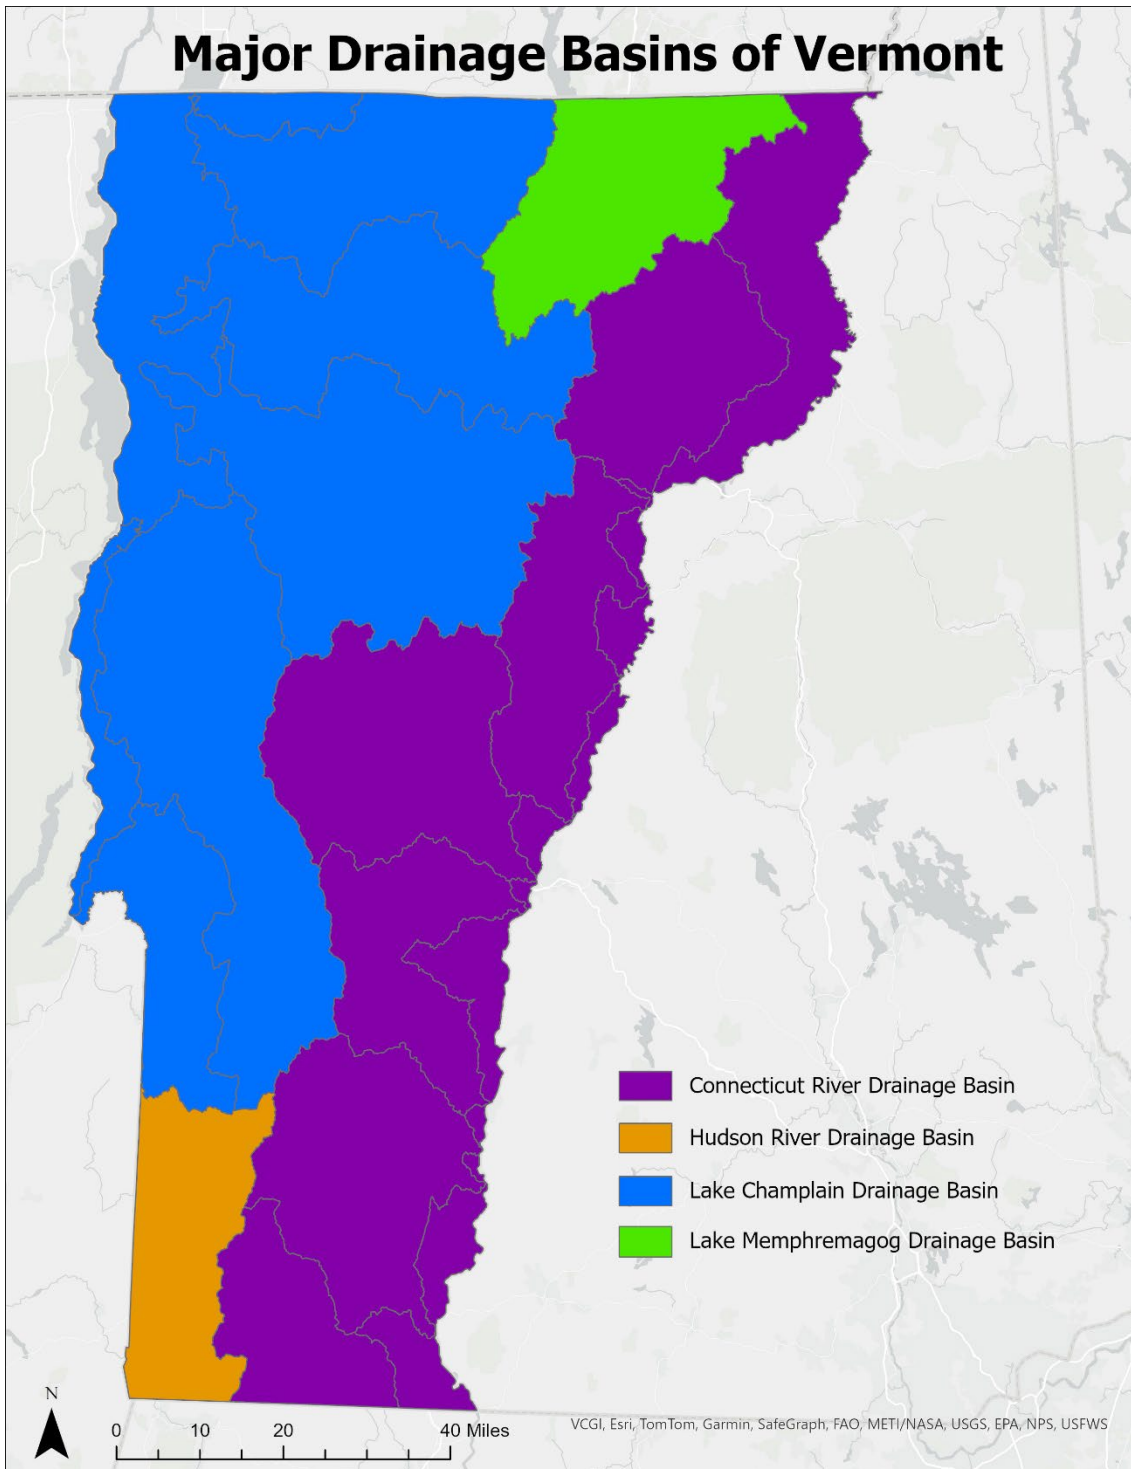 Major Drainage Basins of Vermont
Connecticut River Drainage Basin
Hudson River Drainage Basin
Lake Champlain Drainage Basin
Lake Memphremagog Drainage Basin
N
0 10 20 40 Miles
VCGI, Esri, TomTom, Garmin, SafeGraph, FAO, METI/NASA, USGS, EPA, NPS, USFWS